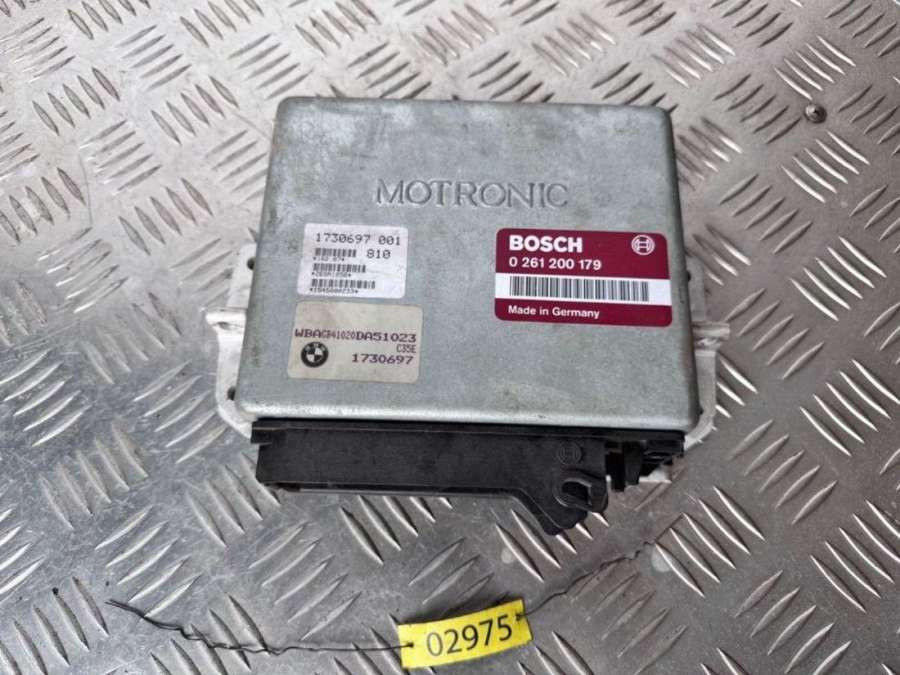 MOTRONIC
1730697 001
810
BOSCH
0 261 200 179
Made in Germany
WBAGB41020DA51023
C35E
1730697
02975